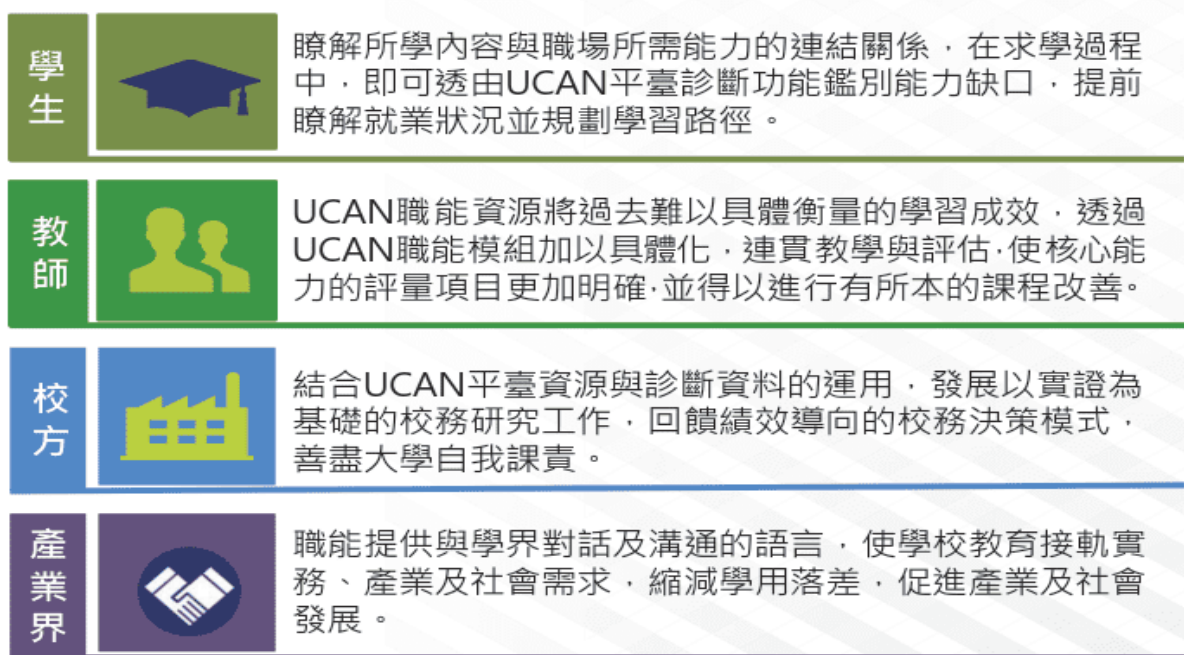 學生
瞭解所學內容與職場所需能力的連結關係，在求學過程
中，即可透由UCAN平臺診斷功能鑑別能力缺口，提前
瞭解就業狀況並規劃學習路徑。
教師
UCAN職能資源將過去難以具體衡量的學習成效，透過
UCAN職能模組加以具體化，連貫教學與評估，使核心能
力的評量項目更加明確，並得以進行有所本的課程改善。
校方
結合UCAN平臺資源與診斷資料的運用，發展以實證為
基礎的校務研究工作，回饋績效導向的校務決策模式，
善盡大學自我課責。
產業界
職能提供與學界對話及溝通的語言，使學校教育接軌實
務、產業及社會需求，縮減學用落差，促進產業及社會
發展。